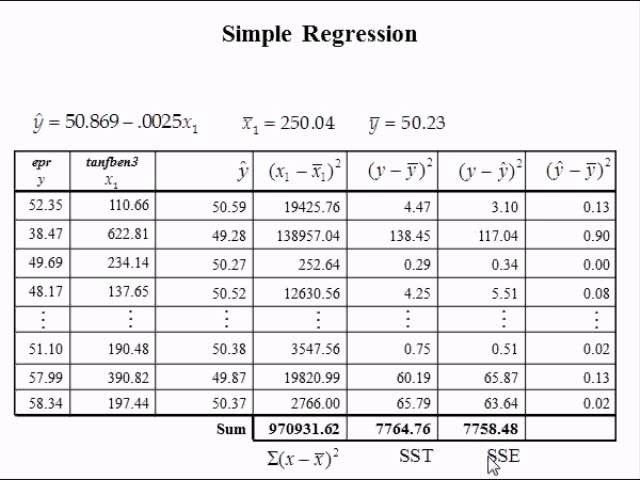 Simple Regression
ŷ = 50.869 – .0025x₁ x̄₁ = 250.04 y̅ = 50.23
epr tanfben3
y x₁ ŷ (x₁ – x̄₁)² (y – y̅)² (y – ŷ)² (ŷ – y̅)²
52.35 110.66 50.59 19425.76 4.47 3.10 0.13
38.47 622.81 49.28 138957.04 138.45 117.04 0.90
49.69 234.14 50.27 252.64 0.29 0.34 0.00
48.17 137.65 50.52 12630.56 4.25 5.51 0.08
⋮ ⋮ ⋮ ⋮ ⋮ ⋮ ⋮
51.10 190.48 50.38 3547.56 0.75 0.51 0.02
57.99 390.82 49.87 19820.99 60.19 65.87 0.13
58.34 197.44 50.37 2766.00 65.79 63.64 0.02
Sum 970931.62 7764.76 7758.48
Σ(x – x̄)² SST SSE